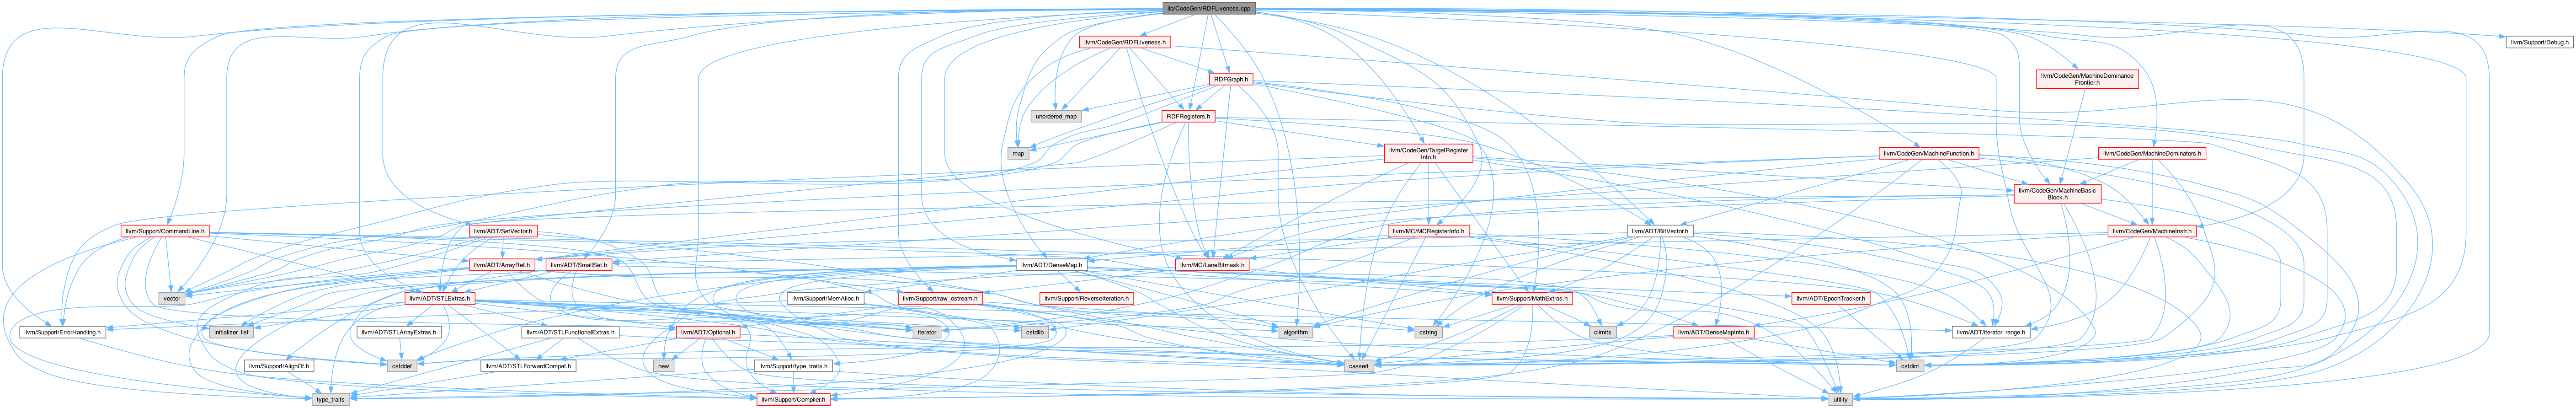 lib/CodeGen/RDFLiveness.cpp
llvm/CodeGen/RDFLiveness.h
llvm/Support/Debug.h
RDFGraph.h
llvm/CodeGen/MachineDominance
Frontier.h
unordered_map
RDFRegisters.h
map
llvm/CodeGen/TargetRegister
Info.h
llvm/CodeGen/MachineFunction.h
llvm/CodeGen/MachineDominators.h
llvm/CodeGen/MachineBasic
Block.h
llvm/Support/CommandLine.h
llvm/ADT/SetVector.h
llvm/MC/MCRegisterInfo.h
llvm/ADT/BitVector.h
llvm/CodeGen/MachineInstr.h
llvm/ADT/ArrayRef.h
llvm/ADT/SmallSet.h
llvm/ADT/DenseMap.h
llvm/MC/LaneBitmask.h
vector
llvm/ADT/STLExtras.h
llvm/Support/MemAlloc.h
llvm/Support/raw_ostream.h
llvm/Support/ReverseIteration.h
llvm/Support/MathExtras.h
llvm/ADT/EpochTracker.h
llvm/Support/ErrorHandling.h
initializer_list
llvm/ADT/STLArrayExtras.h
llvm/ADT/STLFunctionalExtras.h
llvm/ADT/Optional.h
iterator
cstdlib
algorithm
cstring
climits
llvm/ADT/DenseMapInfo.h
llvm/ADT/iterator_range.h
llvm/Support/AlignOf.h
cstddef
llvm/ADT/STLForwardCompat.h
new
llvm/Support/type_traits.h
cassert
cstdint
type_traits
llvm/Support/Compiler.h
utility